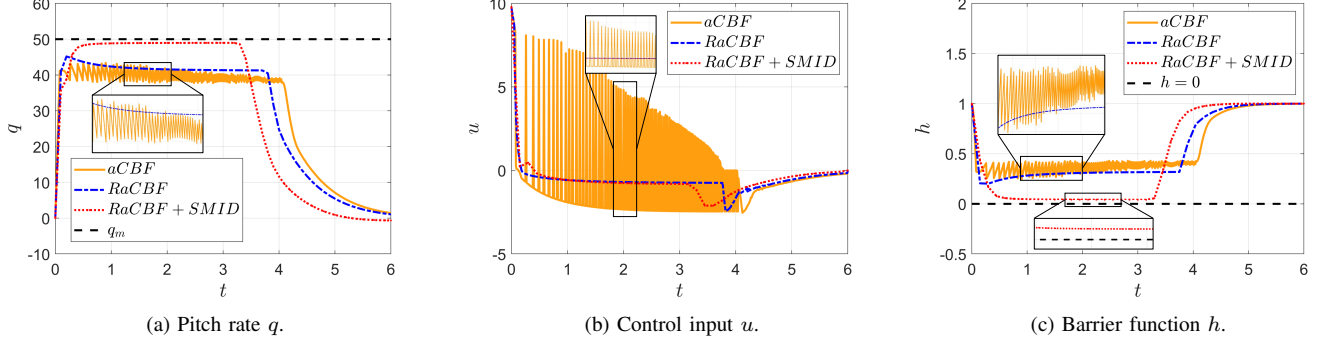 60
50
40
30
20
10
0
-10
q
aCBF
RaCBF
RaCBF + SMID
q_m
0 1 2 3 4 5 6
t
(a) Pitch rate q.
10
5
0
-5
u
aCBF
RaCBF
RaCBF + SMID
0 1 2 3 4 5 6
t
(b) Control input u.
2
1.5
1
0.5
0
-0.5
h
aCBF
RaCBF
RaCBF + SMID
h = 0
0 1 2 3 4 5 6
t
(c) Barrier function h.